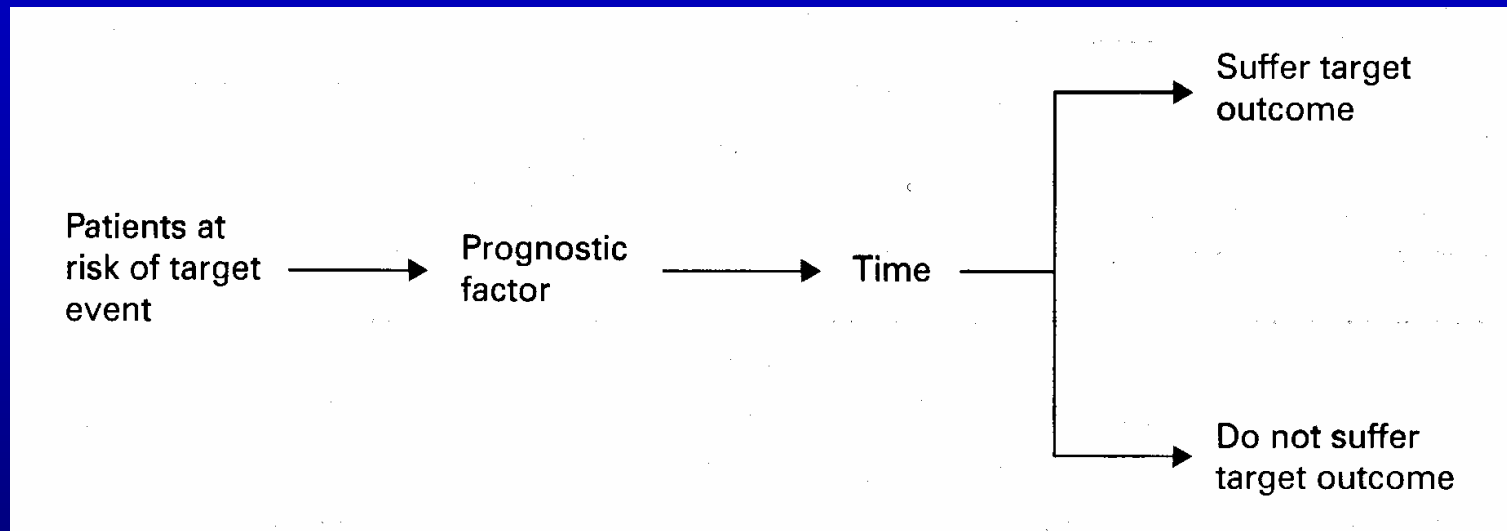 Patients at
risk of target
event
Prognostic
factor
Time
Suffer target
outcome
Do not suffer
target outcome